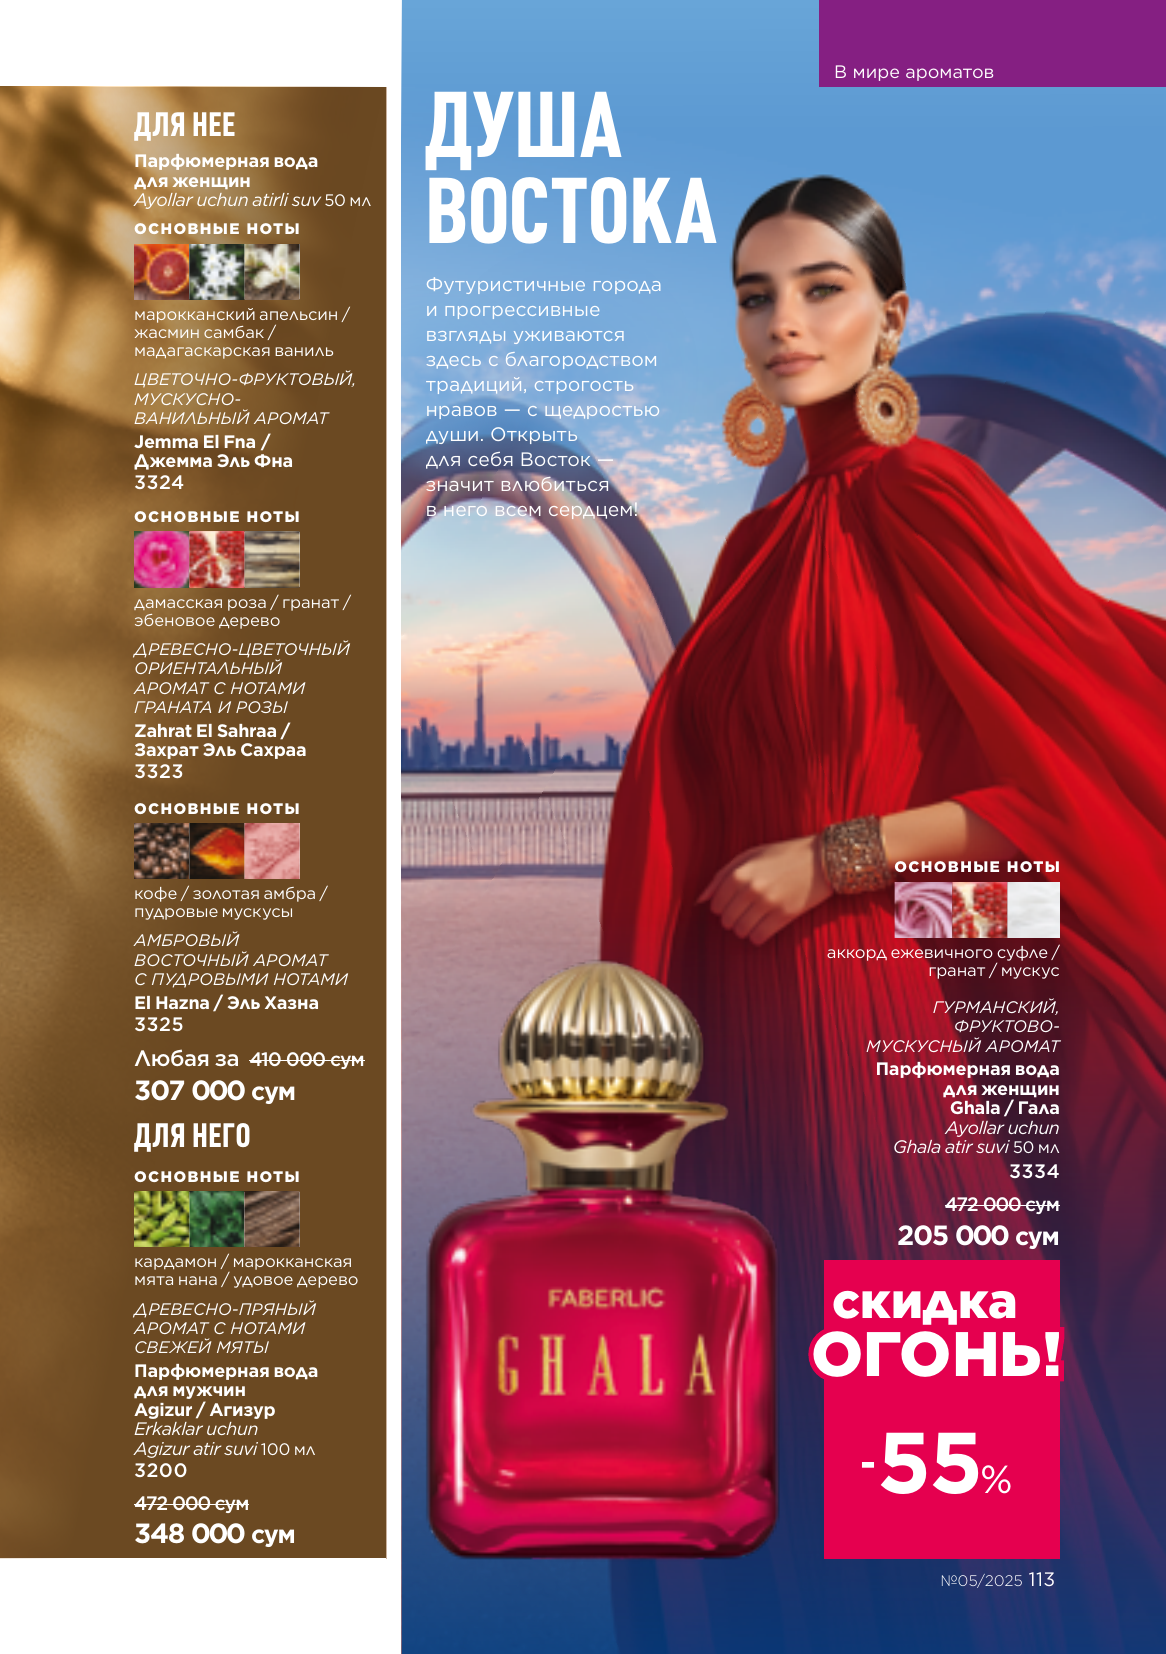 В мире ароматов
ДЛЯ НЕЕ
Парфюмерная вода
для женщин
Ayollar uchun atirli suv 50 мл
ОСНОВНЫЕ НОТЫ
марокканский апельсин /
жасмин самбак /
мадагаскарская ваниль
ЦВЕТОЧНО-ФРУКТОВЫЙ,
МУСКУСНО-
ВАНИЛЬНЫЙ АРОМАТ
Jemma El Fna /
Джемма Эль Фна
3324
ОСНОВНЫЕ НОТЫ
дамасская роза / гранат /
эбеновое дерево
ДРЕВЕСНО-ЦВЕТОЧНЫЙ
ОРИЕНТАЛЬНЫЙ
АРОМАТ С НОТАМИ
ГРАНАТА И РОЗЫ
Zahrat El Sahraa /
Захрат Эль Сахраа
3323
ОСНОВНЫЕ НОТЫ
кофе / золотая амбра /
пудровые мускусы
АМБРОВЫЙ
ВОСТОЧНЫЙ АРОМАТ
С ПУДРОВЫМИ НОТАМИ
El Hazna / Эль Хазна
3325
Любая за 410 000 сум
307 000 сум
ДЛЯ НЕГО
ОСНОВНЫЕ НОТЫ
кардамон / марокканская
мята нана / удовое дерево
ДРЕВЕСНО-ПРЯНЫЙ
АРОМАТ С НОТАМИ
СВЕЖЕЙ МЯТЫ
Парфюмерная вода
для мужчин
Agizur / Агизур
Erkaklar uchun
Agizur atir suvi 100 мл
3200
472 000 сум
348 000 сум
ДУША
ВОСТОКА
Футуристичные города
и прогрессивные
взгляды уживаются
здесь с благородством
традиций, строгость
нравов — с щедростью
души. Открыть
для себя Восток —
значит влюбиться
в него всем сердцем!
ОСНОВНЫЕ НОТЫ
аккорд ежевичного суфле /
гранат / мускус
ГУРМАНСКИЙ,
ФРУКТОВО-
МУСКУСНЫЙ АРОМАТ
Парфюмерная вода
для женщин
Ghala / Гала
Ayollar uchun
Ghala atir suvi 50 мл
3334
472 000 сум
205 000 сум
FABERLIC
GHALA
скидка
ОГОНЬ!
-55%
№05/2025 113